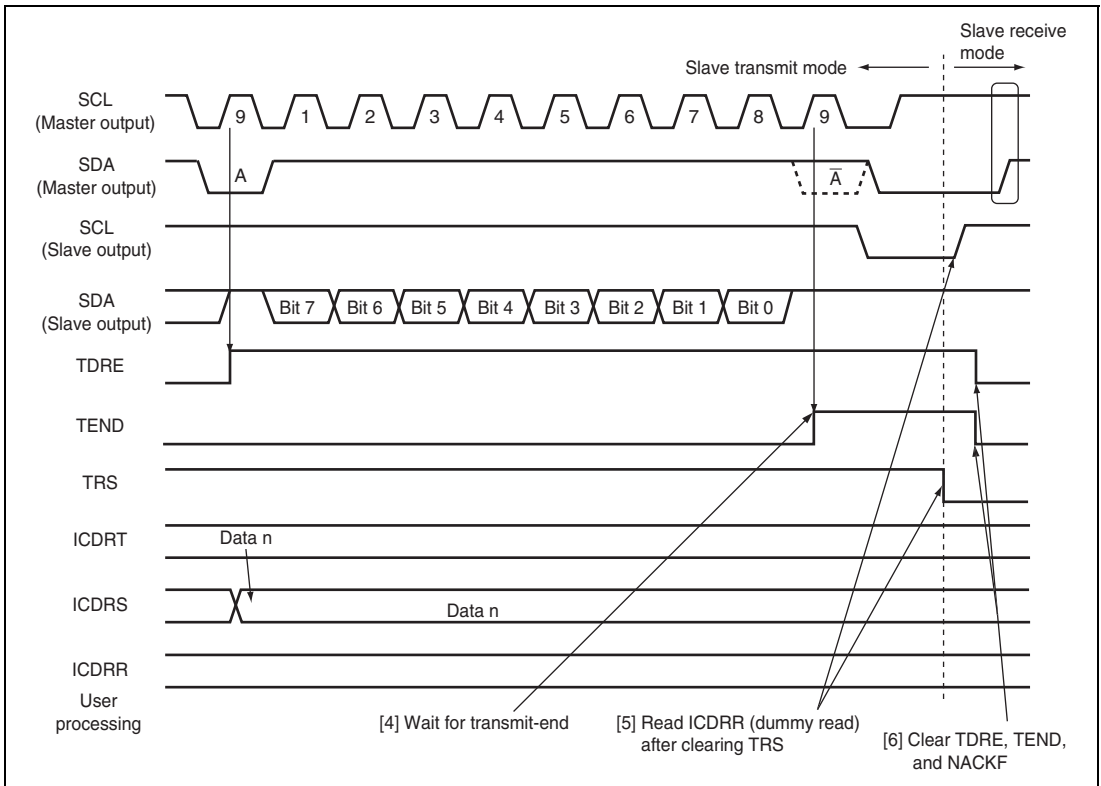 Slave receive
mode
Slave transmit mode
SCL
(Master output)
9 1 2 3 4 5 6 7 8 9
SDA
(Master output)
A A̅
SCL
(Slave output)
SDA
(Slave output)
Bit 7 Bit 6 Bit 5 Bit 4 Bit 3 Bit 2 Bit 1 Bit 0
TDRE
TEND
TRS
ICDRT
Data n
ICDRS
Data n
ICDRR
User
processing
[4] Wait for transmit-end
[5] Read ICDRR (dummy read)
after clearing TRS
[6] Clear TDRE, TEND,
and NACKF